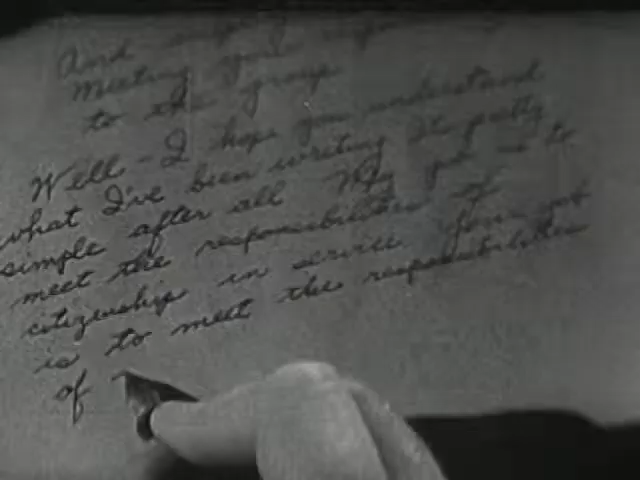 And
meeting you
to the group
Well - I hope you understand
what I've been writing It's pretty
simple after all My job is to
meet the responsibilities of
citizenship in service Your job
is to meet the responsibilities
of